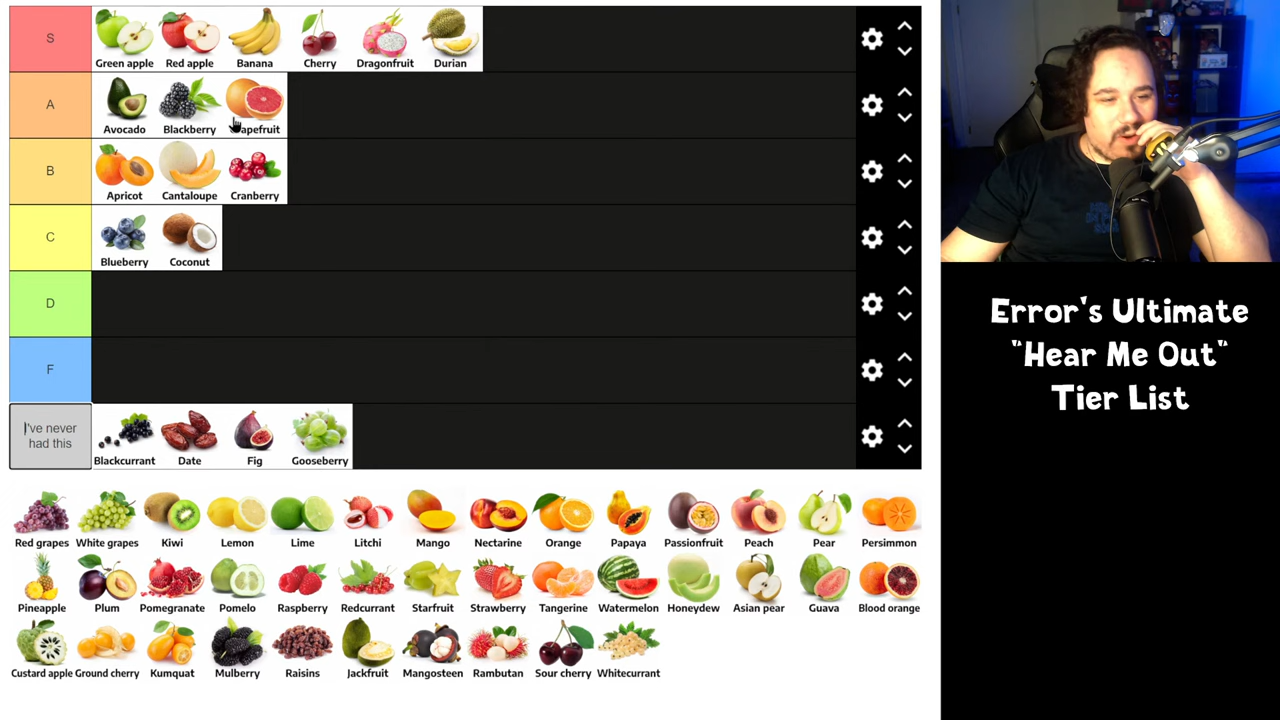 S
Green apple Red apple Banana Cherry Dragonfruit Durian
A
Avocado Blackberry Grapefruit
B
Apricot Cantaloupe Cranberry
C
Blueberry Coconut
D
F
I've never
had this
Blackcurrant Date Fig Gooseberry
Red grapes White grapes Kiwi Lemon Lime Litchi Mango Nectarine Orange Papaya Passionfruit Peach Pear Persimmon
Pineapple Plum Pomegranate Pomelo Raspberry Redcurrant Starfruit Strawberry Tangerine Watermelon Honeydew Asian pear Guava Blood orange
Custard apple Ground cherry Kumquat Mulberry Raisins Jackfruit Mangosteen Rambutan Sour cherry Whitecurrant
Error's Ultimate
"Hear Me Out"
Tier List